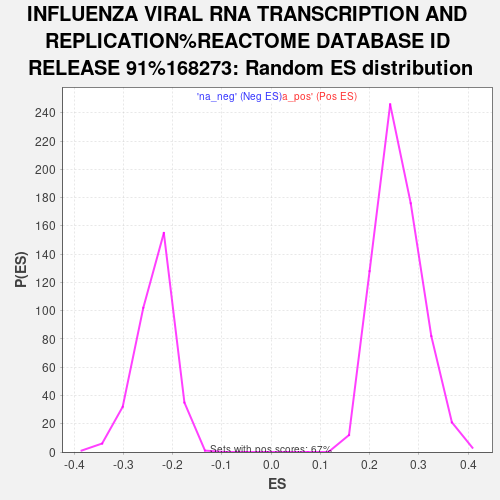 INFLUENZA VIRAL RNA TRANSCRIPTION AND
REPLICATION%REACTOME DATABASE ID
RELEASE 91%168273: Random ES distribution
'na_neg' (Neg ES)a_pos' (Pos ES)
240
220
200
180
160
140
120
100
80
60
40
20
0
P(ES)
Sets with pos scores: 67%
-0.4 -0.3 -0.2 -0.1 0.0 0.1 0.2 0.3 0.4
ES